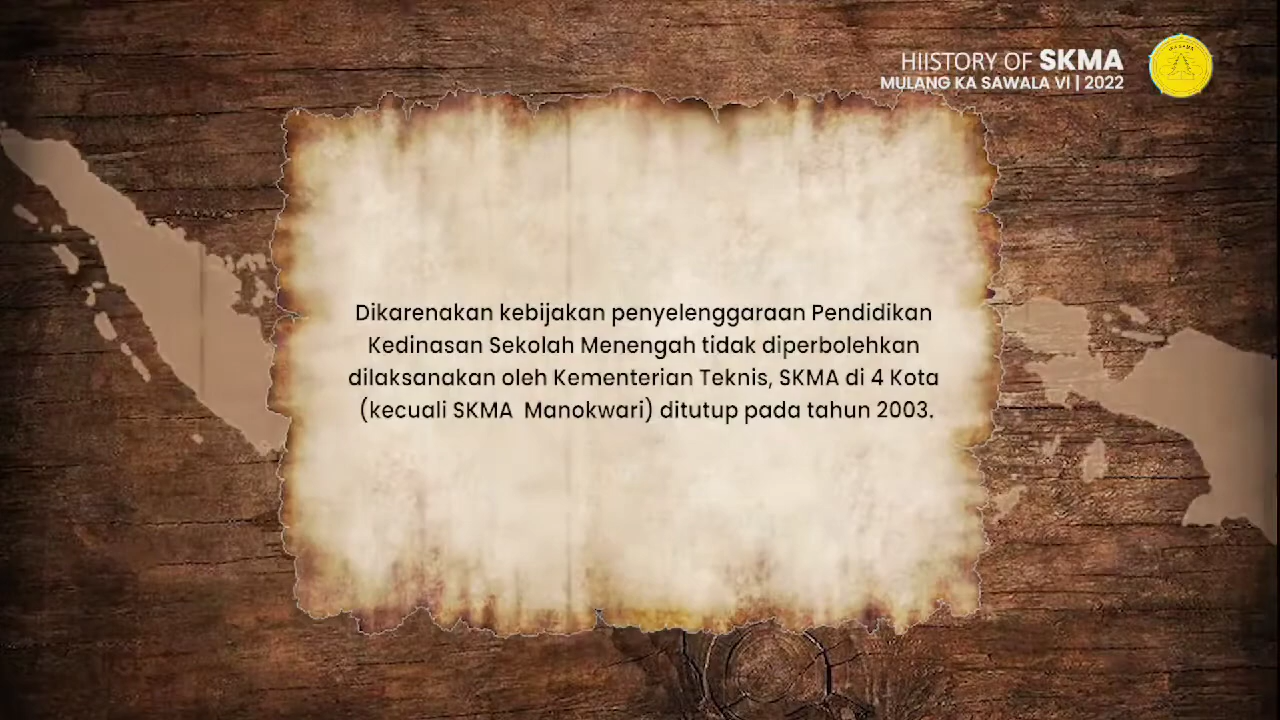 HIISTORY OF SKMA
MULANG KA SAWALA VI | 2022
Dikarenakan kebijakan penyelenggaraan Pendidikan
Kedinasan Sekolah Menengah tidak diperbolehkan
dilaksanakan oleh Kementerian Teknis, SKMA di 4 Kota
(kecuali SKMA  Manokwari) ditutup pada tahun 2003.